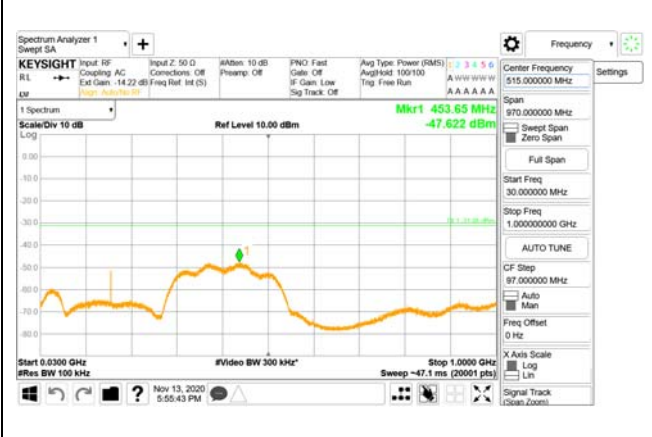 Spectrum Analyzer 1
Swept SA
Frequency
KEYSIGHT
RL
Input: RF
Coupling: AC
Ext Gain: -14.22 dB
Align: Auto/No RF
Input Z: 50 Ω
Corrections: Off
Freq Ref: Int (S)
#Atten: 10 dB
Preamp: Off
PNO: Fast
Gate: Off
IF Gain: Low
Sig Track: Off
Avg Type: Power (RMS)
Avg|Hold: 100/100
Trig: Free Run
1 2 3 4 5 6
A W W W W W
A A A A A A
1 Spectrum
Scale/Div 10 dB
Ref Level 10.00 dBm
Mkr1 453.65 MHz
-47.622 dBm
Log
0.00
-10.0
-20.0
-30.0
-40.0
-50.0
-60.0
-70.0
-80.0
1
Start 0.0300 GHz
#Res BW 100 kHz
#Video BW 300 kHz*
Stop 1.0000 GHz
Sweep ~47.1 ms (20001 pts)
Nov 13, 2020
5:55:43 PM
Center Frequency
515.000000 MHz
Settings
Span
970.000000 MHz
Swept Span
Zero Span
Full Span
Start Freq
30.000000 MHz
Stop Freq
1.000000000 GHz
AUTO TUNE
CF Step
97.000000 MHz
Auto
Man
Freq Offset
0 Hz
X Axis Scale
Log
Lin
Signal Track
(Span Zoom)